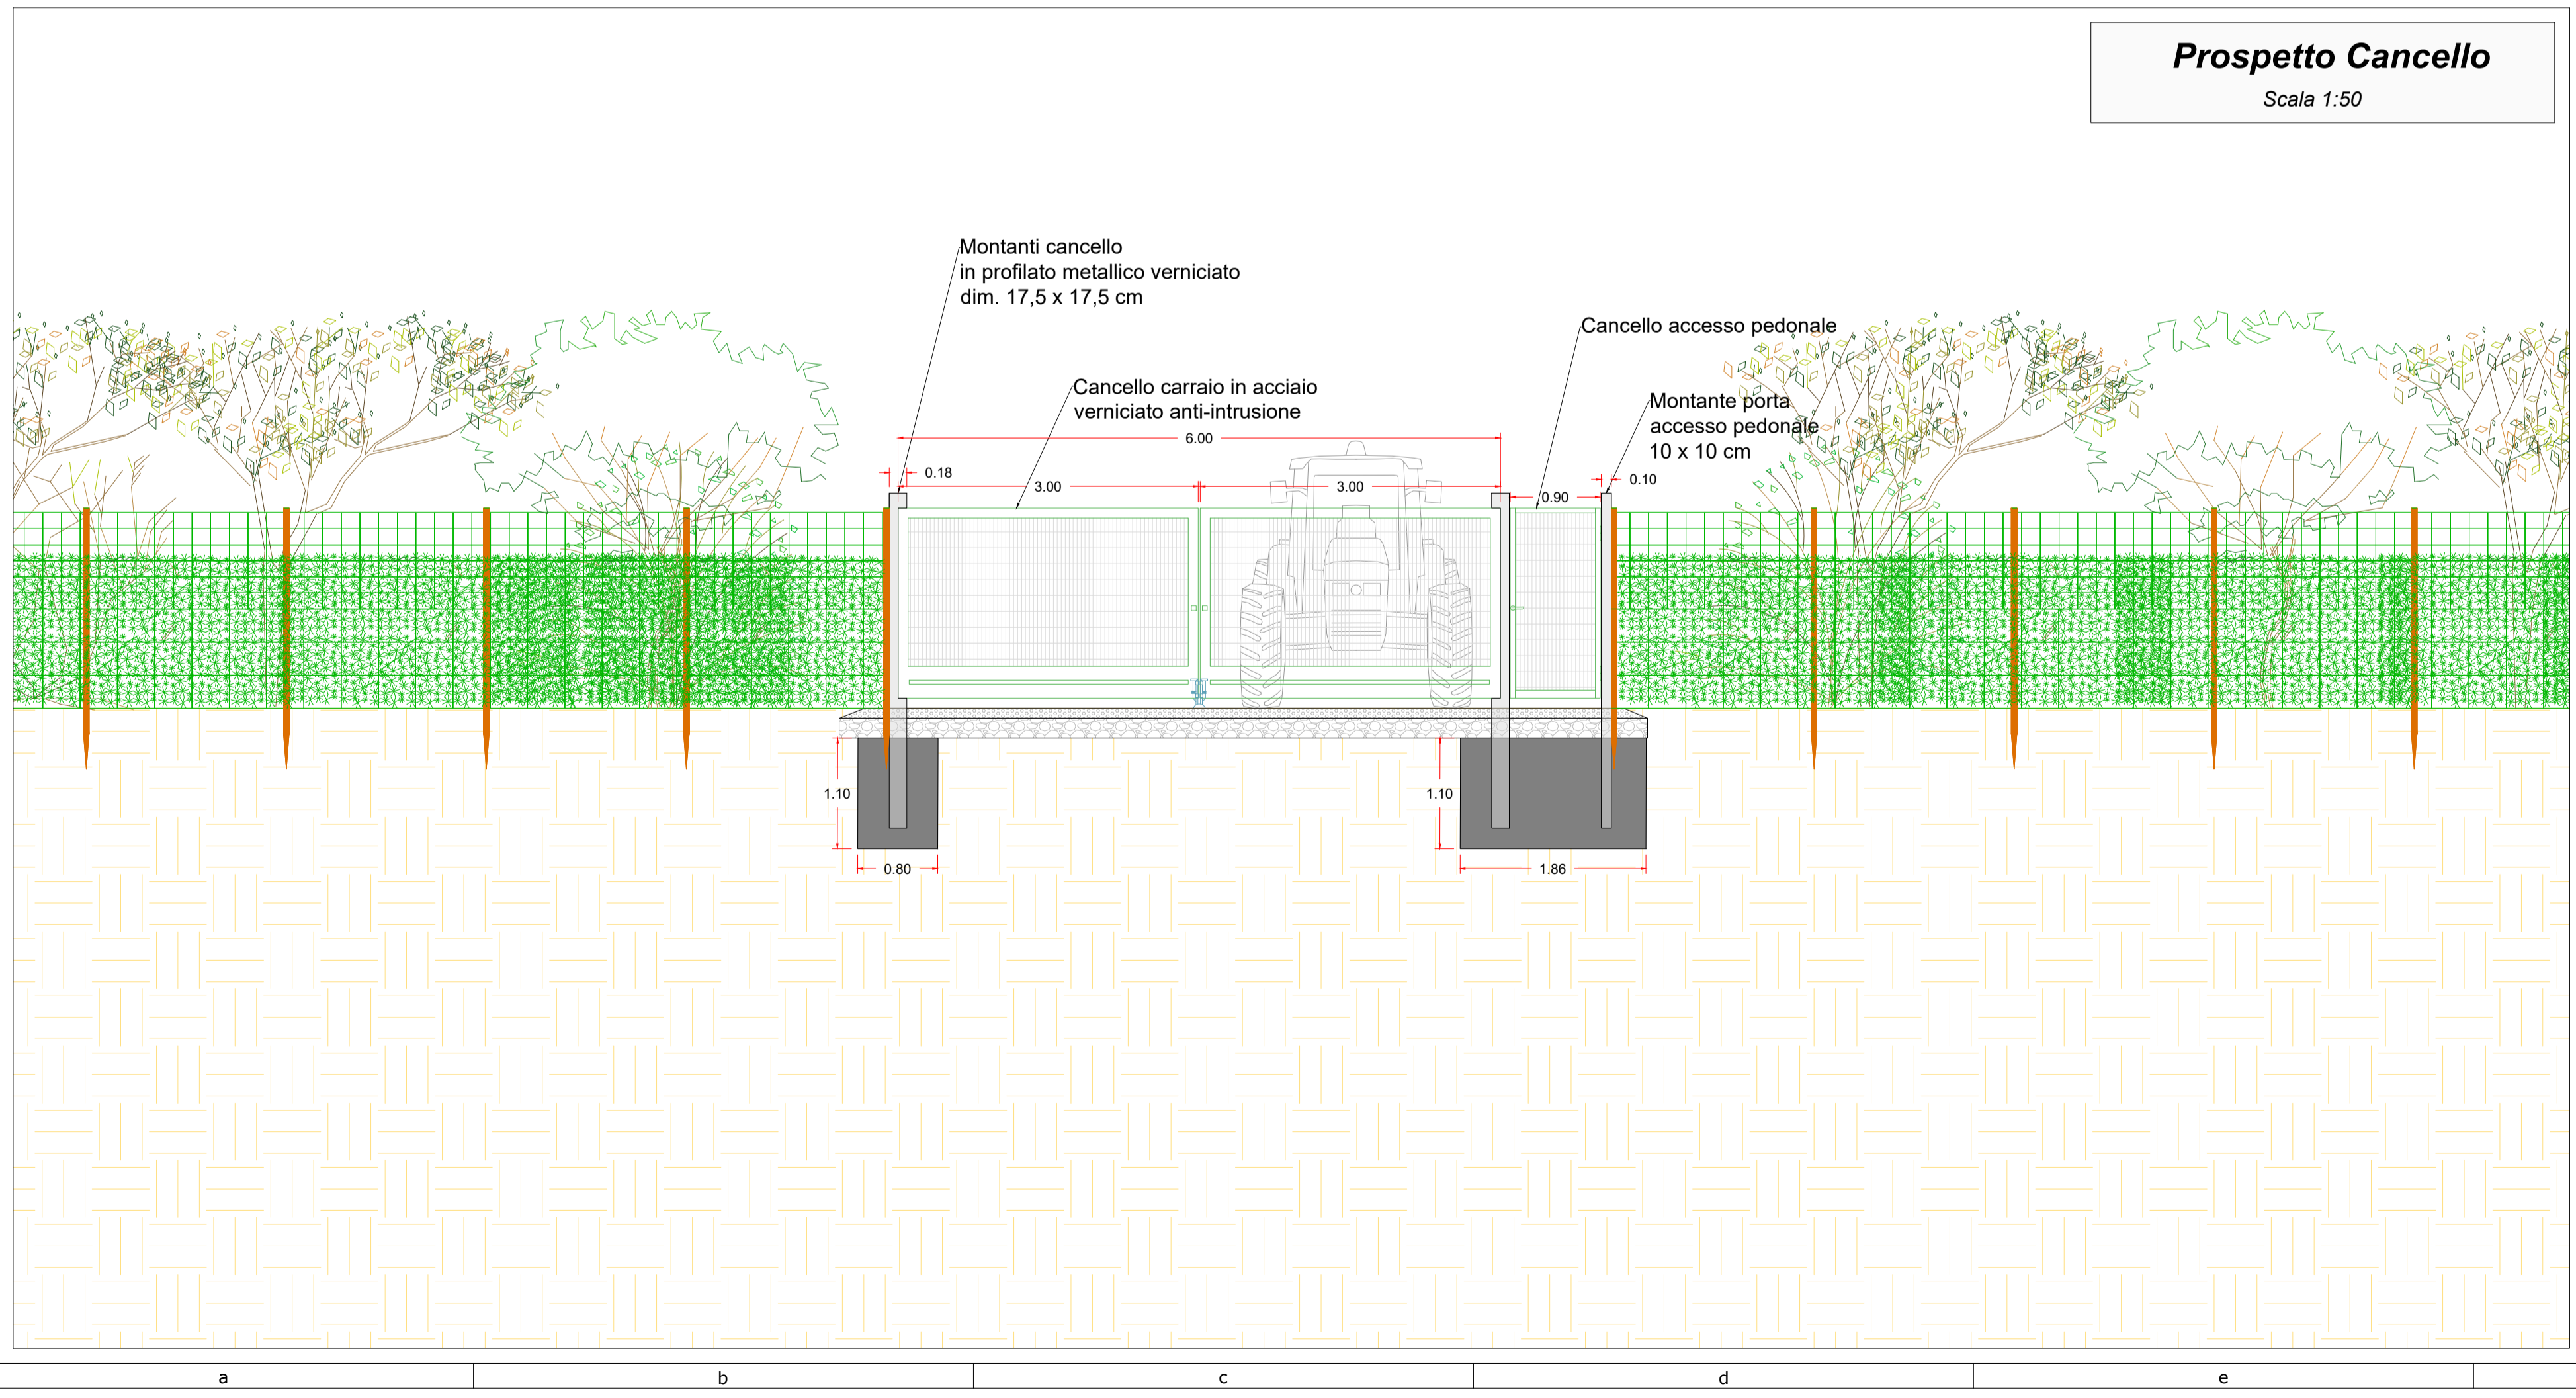 Prospetto Cancello
Scala 1:50
Montanti cancello
in profilato metallico verniciato
dim. 17,5 x 17,5 cm
Cancello accesso pedonale
Cancello carraio in acciaio
verniciato anti-intrusione
Montante porta
accesso pedonale
10 x 10 cm
6.00
0.18
3.00
3.00
0.90
0.10
1.10
1.10
0.80
1.86
a
b
c
d
e